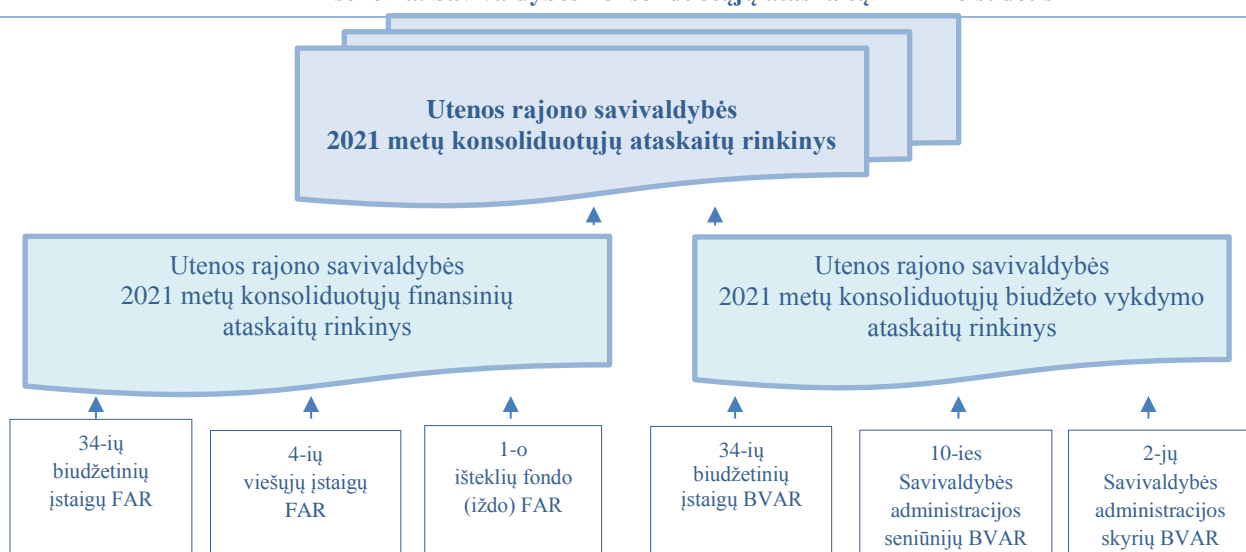 Utenos rajono savivaldybės
2021 metų konsoliduotųjų ataskaitų rinkinys
Utenos rajono savivaldybės
2021 metų konsoliduotųjų finansinių
ataskaitų rinkinys
Utenos rajono savivaldybės
2021 metų konsoliduotųjų biudžeto vykdymo
ataskaitų rinkinys
34-ių
biudžetinių
įstaigų FAR
4-ių
viešųjų įstaigų
FAR
1-o
išteklių fondo
(iždo) FAR
34-ių
biudžetinių
įstaigų BVAR
10-ies
Savivaldybės
administracijos
seniūnijų BVAR
2-jų
Savivaldybės
administracijos
skyrių BVAR